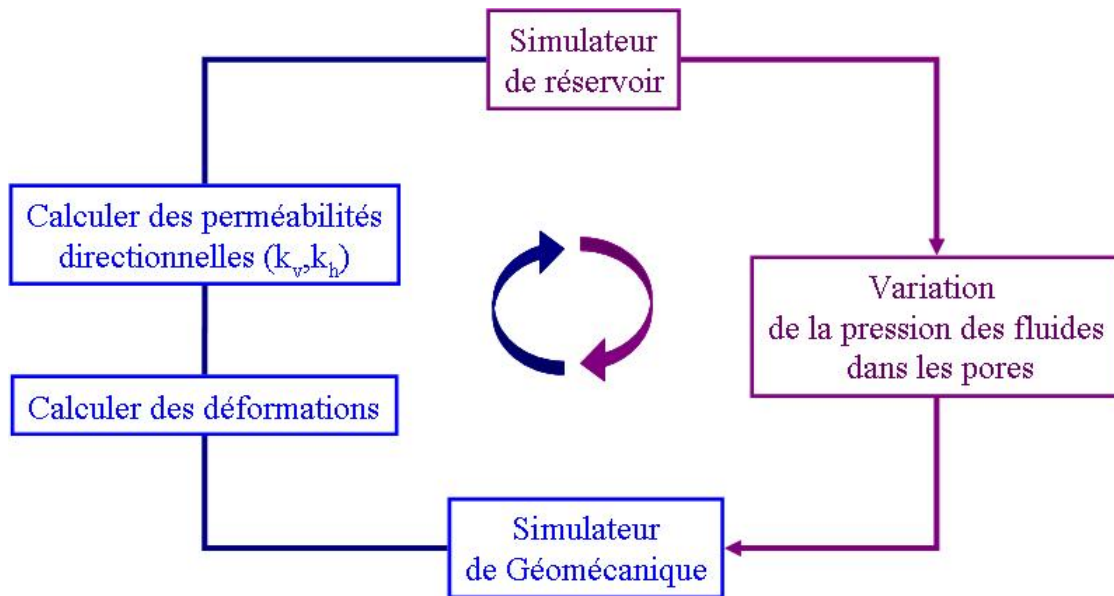 Simulateur
de réservoir
Calculer des perméabilités
directionnelles (kv,kh)
Variation
de la pression des fluides
dans les pores
Calculer des déformations
Simulateur
de Géomécanique